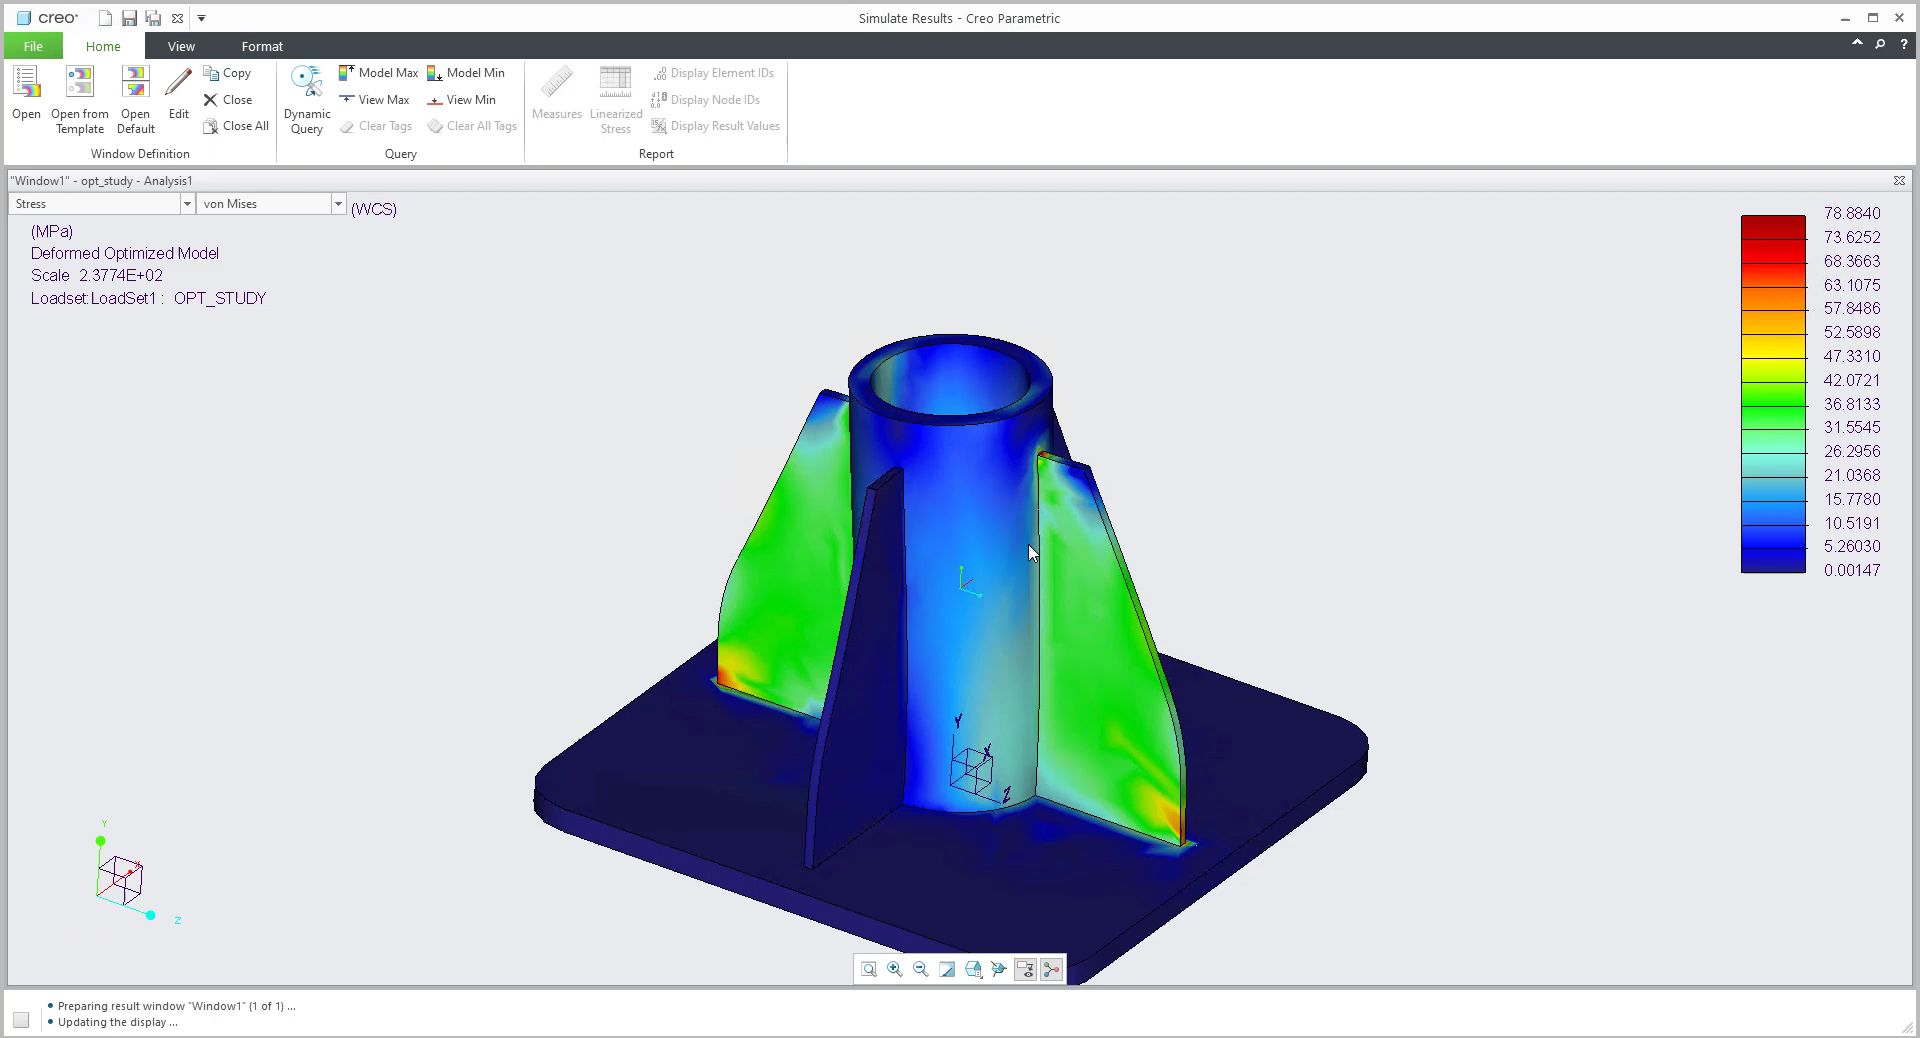 creo
Simulate Results - Creo Parametric
File
Home
View
Format
?
Open
Open from
Template
Open
Default
Edit
Copy
Close
Close All
Window Definition
Dynamic
Query
Model Max
Model Min
View Max
View Min
Clear Tags
Clear All Tags
Query
Measures
Linearized
Stress
Display Element IDs
Display Node IDs
Display Result Values
Report
"Window1" - opt_study - Analysis1
Stress
von Mises
(WCS)
(MPa)
Deformed Optimized Model
Scale 2.3774E+02
Loadset:LoadSet1 : OPT_STUDY
78.8840
73.6252
68.3663
63.1075
57.8486
52.5898
47.3310
42.0721
36.8133
31.5545
26.2956
21.0368
15.7780
10.5191
5.26030
0.00147
Y
X
Z
Y
X
Z
Preparing result window "Window1" (1 of 1) ...
Updating the display ...